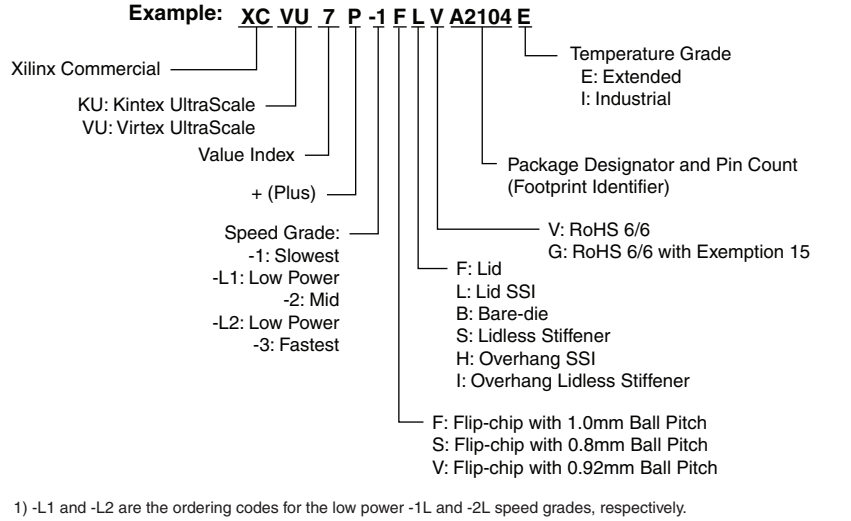 Example: XC VU 7 P -1 F L V A2104 E
Temperature Grade
E: Extended
I: Industrial
Xilinx Commercial
KU: Kintex UltraScale
VU: Virtex UltraScale
Value Index
Package Designator and Pin Count
(Footprint Identifier)
+ (Plus)
Speed Grade:
-1: Slowest
-L1: Low Power
-2: Mid
-L2: Low Power
-3: Fastest
V: RoHS 6/6
G: RoHS 6/6 with Exemption 15
F: Lid
L: Lid SSI
B: Bare-die
S: Lidless Stiffener
H: Overhang SSI
I: Overhang Lidless Stiffener
F: Flip-chip with 1.0mm Ball Pitch
S: Flip-chip with 0.8mm Ball Pitch
V: Flip-chip with 0.92mm Ball Pitch
1) -L1 and -L2 are the ordering codes for the low power -1L and -2L speed grades, respectively.